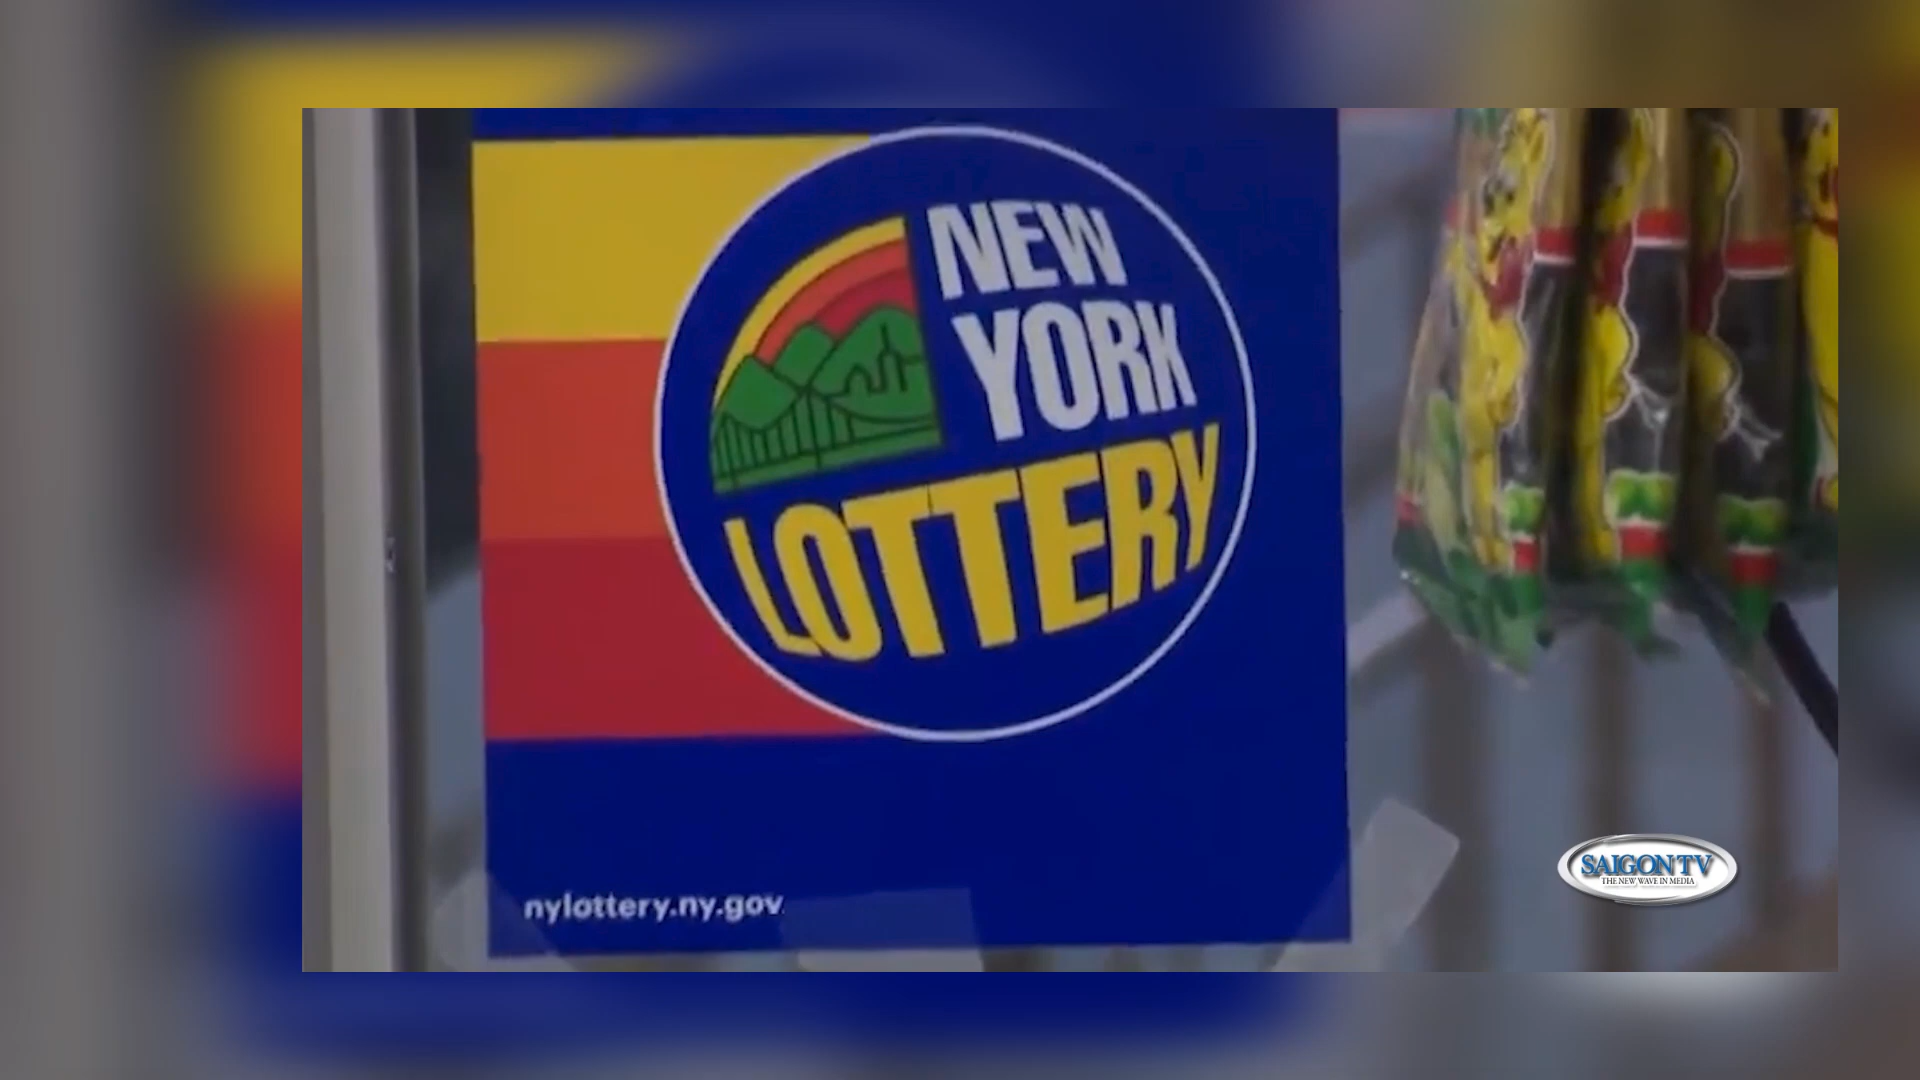 NEW
YORK
LOTTERY
nylottery.ny.gov
SAIGON TV
THE NEW WAVE IN MEDIA